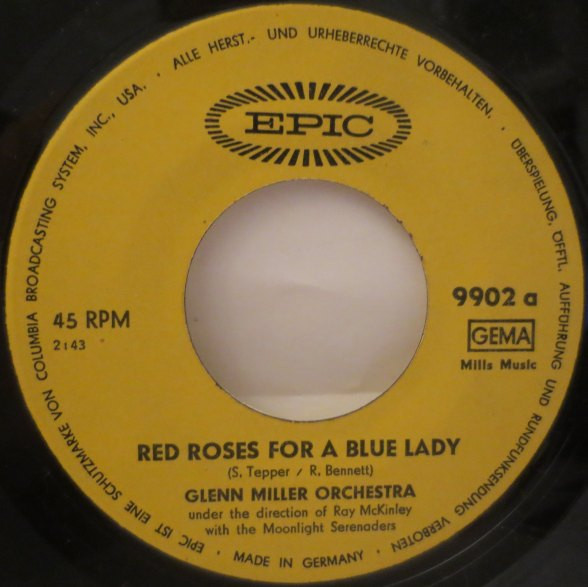 EPIC IST EINE SCHUTZMARKE VON COLUMBIA BROADCASTING SYSTEM, INC., USA. · ALLE HERST.- UND URHEBERRECHTE VORBEHALTEN. · ÜBERSPIELUNG, ÖFFTL. AUFFÜHRUNG UND RUNDFUNKSENDUNG VERBOTEN · MADE IN GERMANY ·
EPIC
45 RPM
2:43
9902 a
GEMA
Mills Music
RED ROSES FOR A BLUE LADY
(S. Tepper / R. Bennett)
GLENN MILLER ORCHESTRA
under the direction of Ray McKinley
with the Moonlight Serenaders